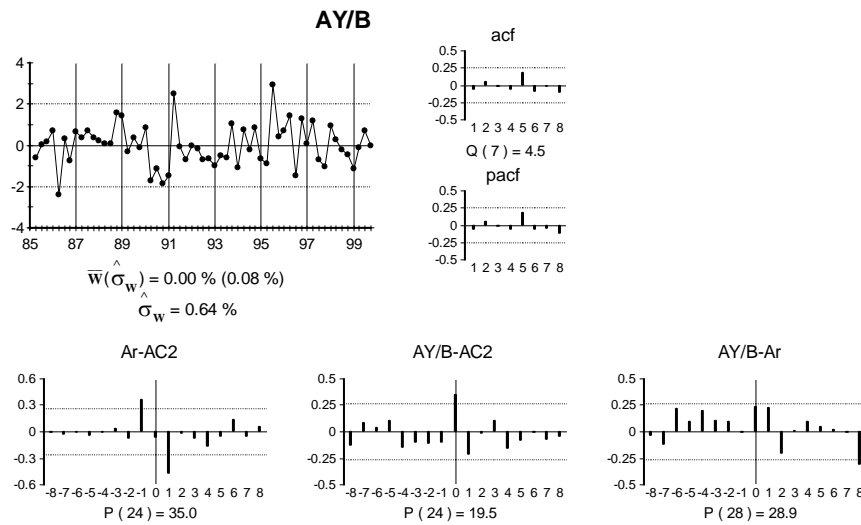 AY/B
4
2
0
-2
-4
85 87 89 91 93 95 97 99
w̅(σ̂w) = 0.00 % (0.08 %)
σ̂w = 0.64 %
acf
0.5
0.25
0
-0.25
-0.5
1 2 3 4 5 6 7 8
Q ( 7 ) = 4.5
pacf
0.5
0.25
0
-0.25
-0.5
1 2 3 4 5 6 7 8
Ar-AC2
0.6
0.3
0
-0.3
-0.6
-8 -7 -6 -5 -4 -3 -2 -1 0 1 2 3 4 5 6 7 8
P ( 24 ) = 35.0
AY/B-AC2
0.5
0.25
0
-0.25
-0.5
-8 -7 -6 -5 -4 -3 -2 -1 0 1 2 3 4 5 6 7 8
P ( 24 ) = 19.5
AY/B-Ar
0.5
0.25
0
-0.25
-0.5
-8 -7 -6 -5 -4 -3 -2 -1 0 1 2 3 4 5 6 7 8
P ( 28 ) = 28.9